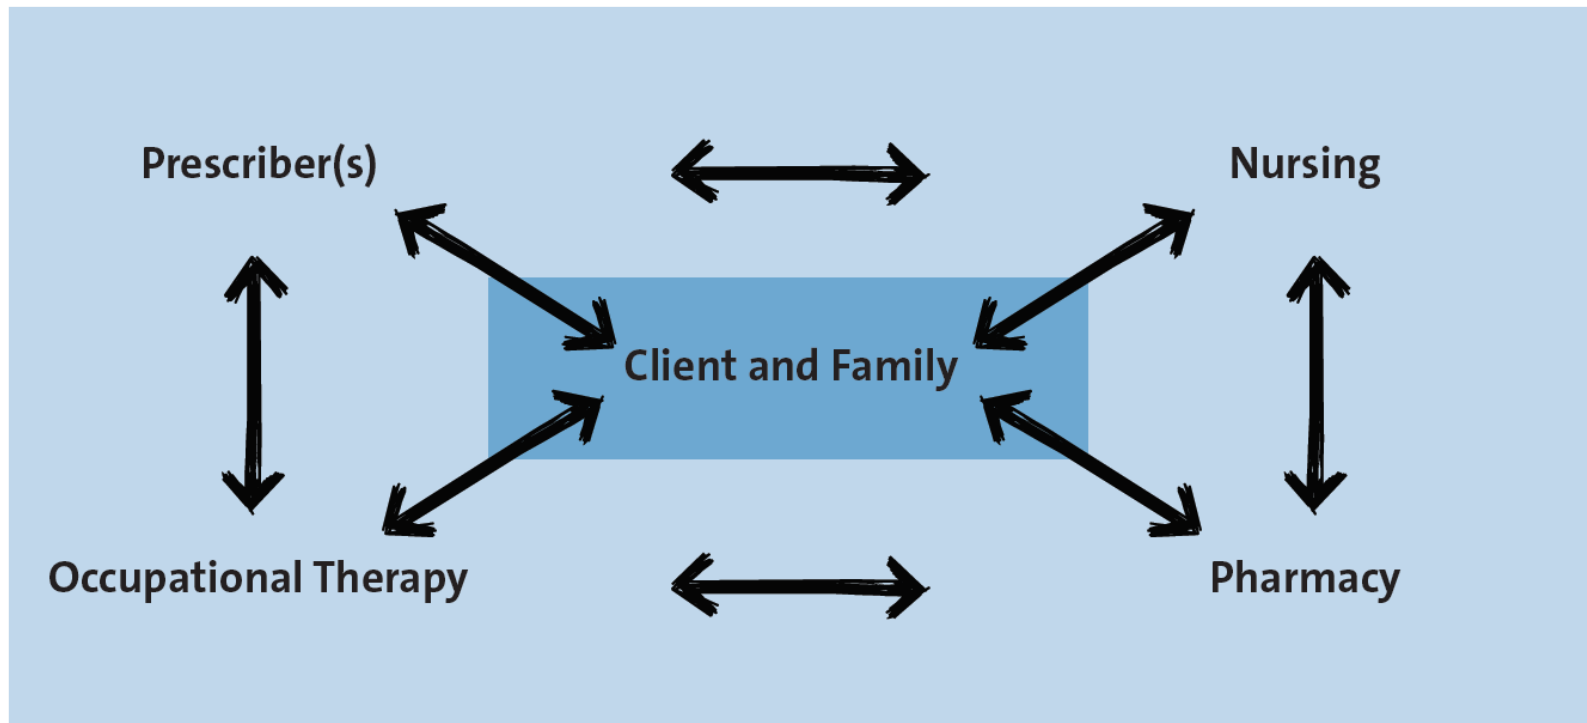 Prescriber(s)
Nursing
Client and Family
Occupational Therapy
Pharmacy